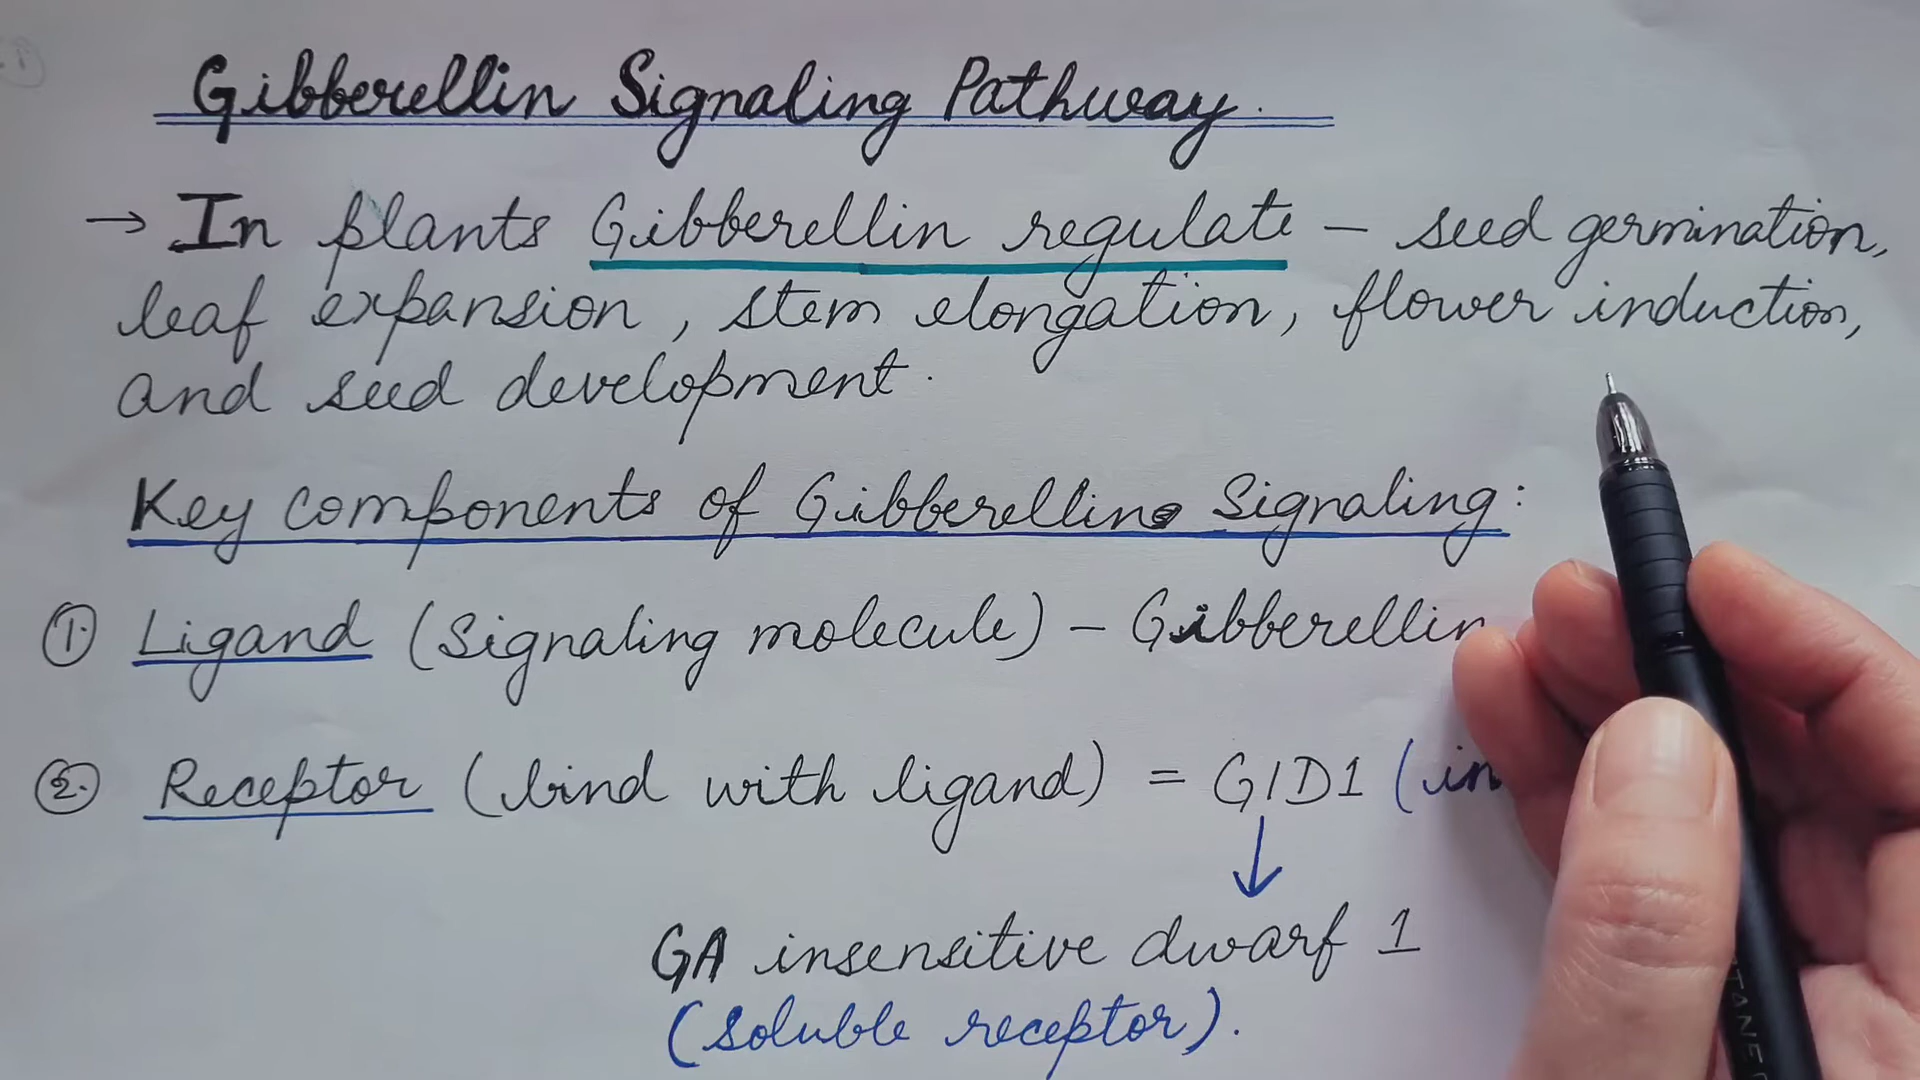 Gibberellin Signaling Pathway.
→ In plants Gibberellin regulate – seed germination,
leaf expansion, stem elongation, flower induction,
and seed development.
Key components of Gibberellin Signaling:
① Ligand (Signaling molecule) – Gibberellin
② Receptor (bind with ligand) = GID1 (in
↓
GA insensitive dwarf 1
(soluble receptor).